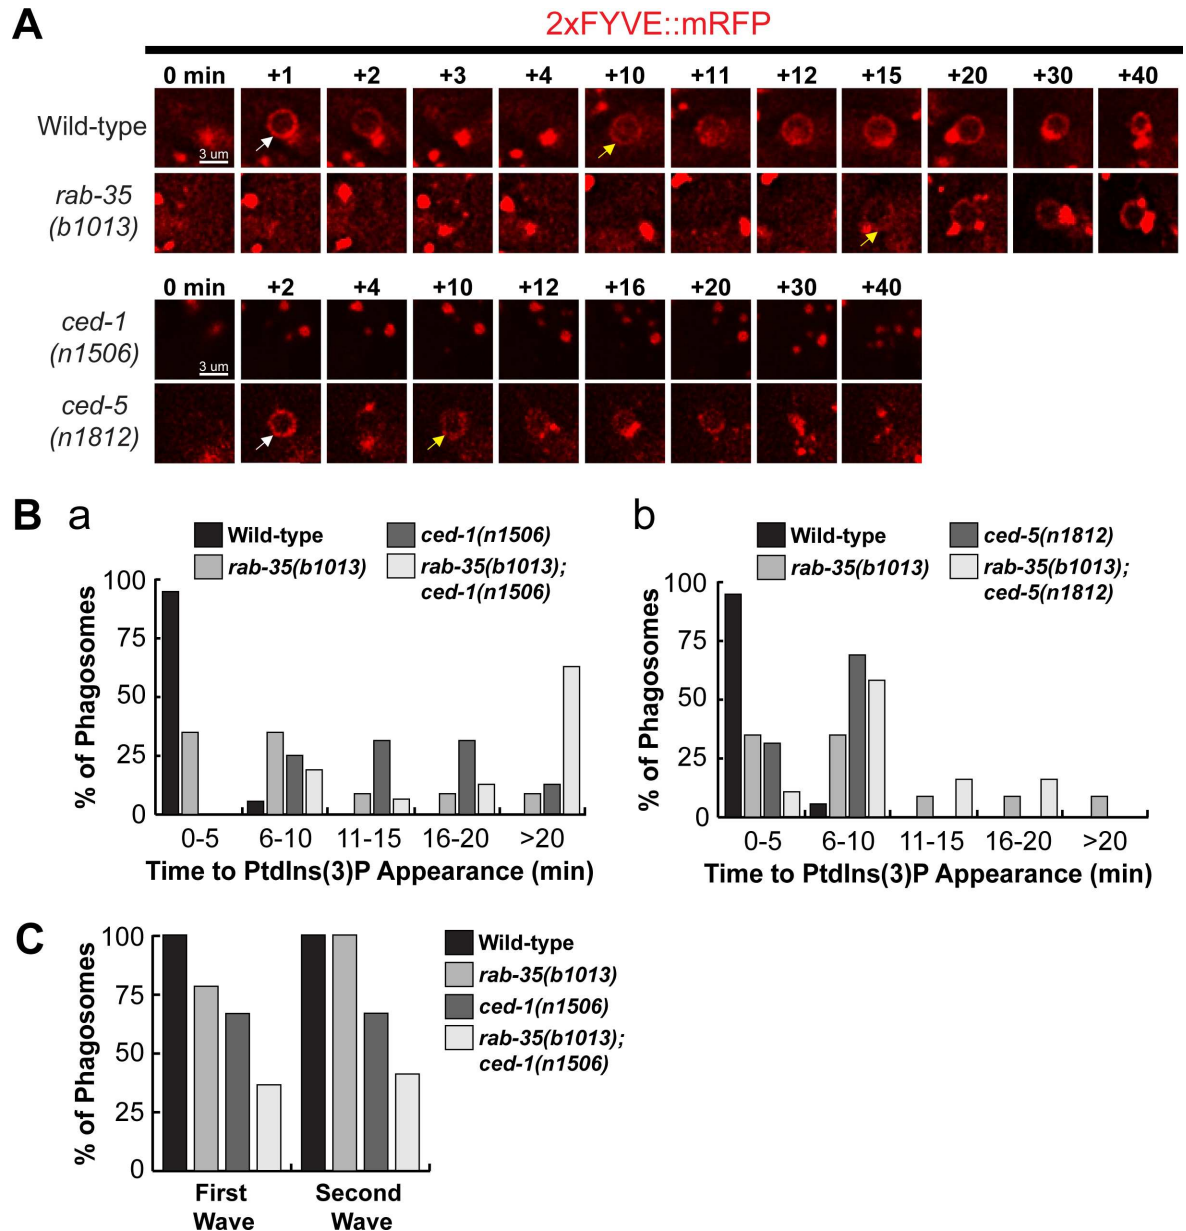 A
2xFYVE::mRFP
0 min +1 +2 +3 +4 +10 +11 +12 +15 +20 +30 +40
Wild-type
3 um
rab-35
(b1013)
0 min +2 +4 +10 +12 +16 +20 +30 +40
ced-1
(n1506)
3 um
ced-5
(n1812)
B a
Wild-type ced-1(n1506)
rab-35(b1013) rab-35(b1013);
ced-1(n1506)
% of Phagosomes
100
75
50
25
0
0-5 6-10 11-15 16-20 >20
Time to PtdIns(3)P Appearance (min)
b
Wild-type ced-5(n1812)
rab-35(b1013) rab-35(b1013);
ced-5(n1812)
% of Phagosomes
100
75
50
25
0
0-5 6-10 11-15 16-20 >20
Time to PtdIns(3)P Appearance (min)
C
% of Phagosomes
100
75
50
25
0
First
Wave
Second
Wave
Wild-type
rab-35(b1013)
ced-1(n1506)
rab-35(b1013);
ced-1(n1506)